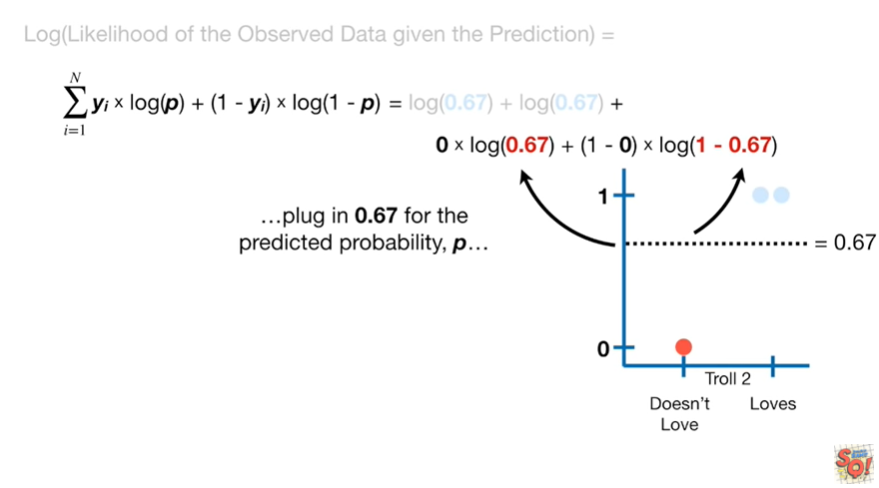 Log(Likelihood of the Observed Data given the Prediction) =
N
∑ yᵢ × log(p) + (1 - yᵢ) × log(1 - p) = log(0.67) + log(0.67) +
i=1
0 × log(0.67) + (1 - 0) × log(1 - 0.67)
1
…plug in 0.67 for the
predicted probability, p…
= 0.67
0
Troll 2
Doesn't
Love
Loves
SQ!